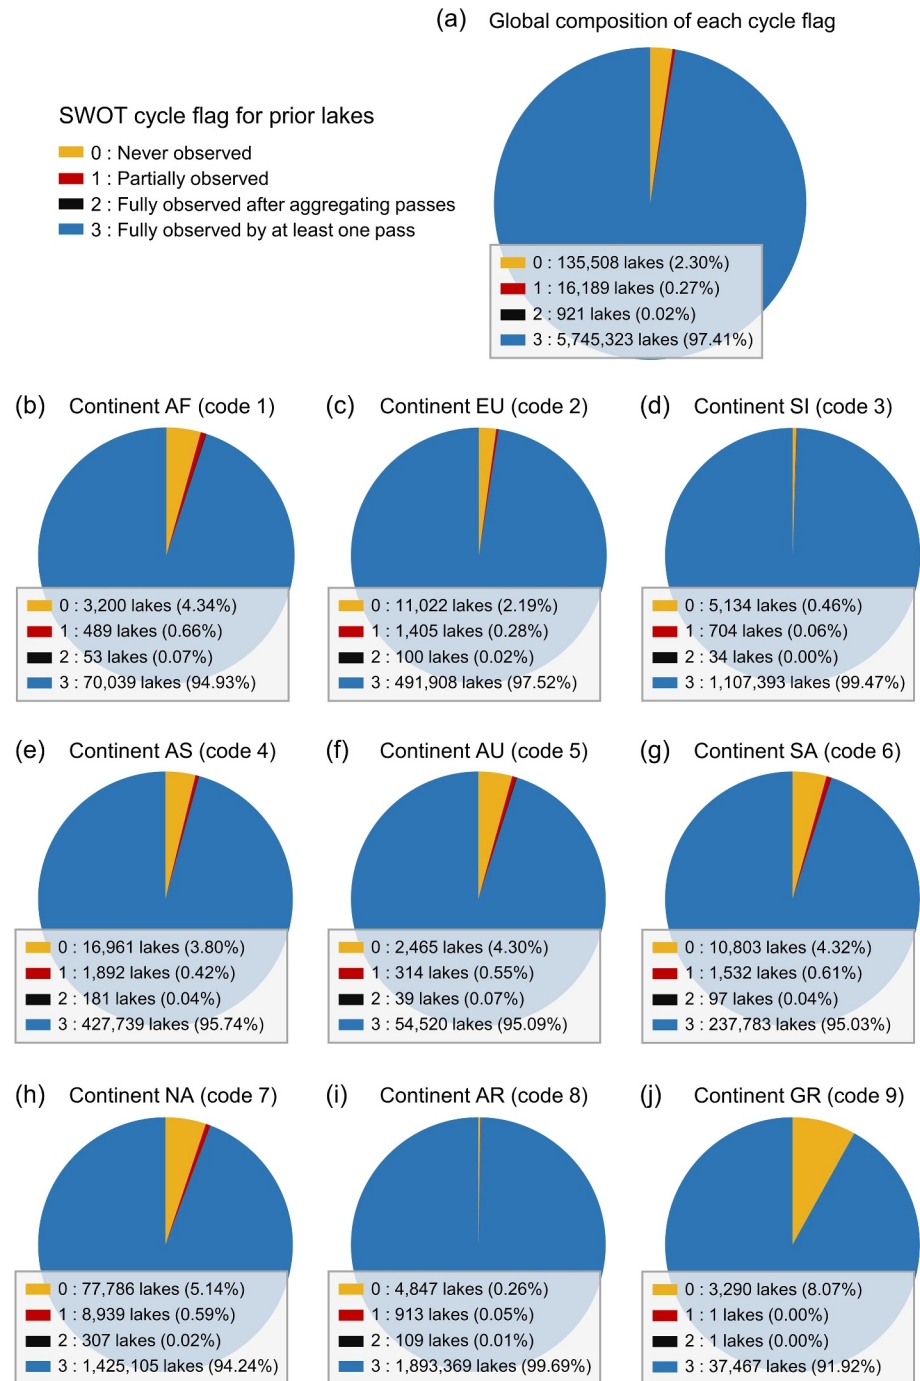 (a) Global composition of each cycle flag
SWOT cycle flag for prior lakes
0 : Never observed
1 : Partially observed
2 : Fully observed after aggregating passes
3 : Fully observed by at least one pass
0 : 135,508 lakes (2.30%)
1 : 16,189 lakes (0.27%)
2 : 921 lakes (0.02%)
3 : 5,745,323 lakes (97.41%)
(b) Continent AF (code 1)
0 : 3,200 lakes (4.34%)
1 : 489 lakes (0.66%)
2 : 53 lakes (0.07%)
3 : 70,039 lakes (94.93%)
(c) Continent EU (code 2)
0 : 11,022 lakes (2.19%)
1 : 1,405 lakes (0.28%)
2 : 100 lakes (0.02%)
3 : 491,908 lakes (97.52%)
(d) Continent SI (code 3)
0 : 5,134 lakes (0.46%)
1 : 704 lakes (0.06%)
2 : 34 lakes (0.00%)
3 : 1,107,393 lakes (99.47%)
(e) Continent AS (code 4)
0 : 16,961 lakes (3.80%)
1 : 1,892 lakes (0.42%)
2 : 181 lakes (0.04%)
3 : 427,739 lakes (95.74%)
(f) Continent AU (code 5)
0 : 2,465 lakes (4.30%)
1 : 314 lakes (0.55%)
2 : 39 lakes (0.07%)
3 : 54,520 lakes (95.09%)
(g) Continent SA (code 6)
0 : 10,803 lakes (4.32%)
1 : 1,532 lakes (0.61%)
2 : 97 lakes (0.04%)
3 : 237,783 lakes (95.03%)
(h) Continent NA (code 7)
0 : 77,786 lakes (5.14%)
1 : 8,939 lakes (0.59%)
2 : 307 lakes (0.02%)
3 : 1,425,105 lakes (94.24%)
(i) Continent AR (code 8)
0 : 4,847 lakes (0.26%)
1 : 913 lakes (0.05%)
2 : 109 lakes (0.01%)
3 : 1,893,369 lakes (99.69%)
(j) Continent GR (code 9)
0 : 3,290 lakes (8.07%)
1 : 1 lakes (0.00%)
2 : 1 lakes (0.00%)
3 : 37,467 lakes (91.92%)